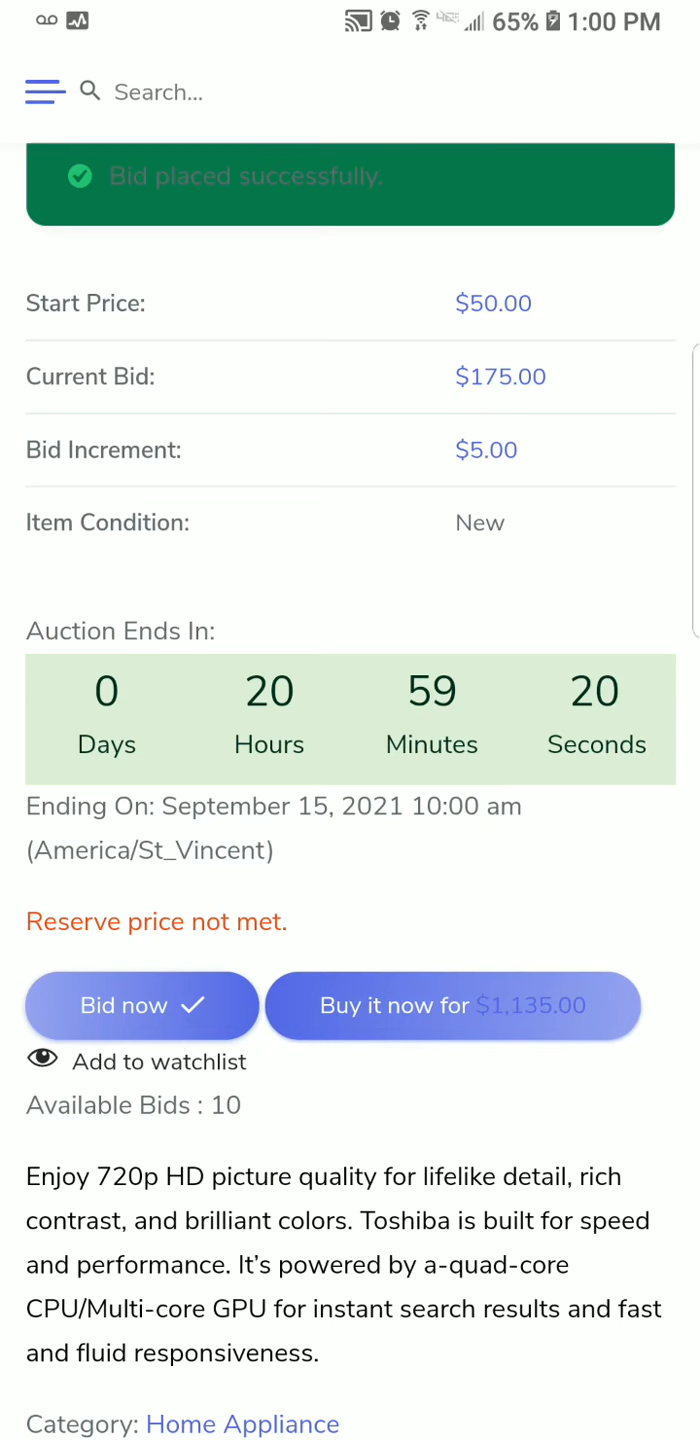 65% 1:00 PM
Search...
Bid placed successfully.
Start Price: $50.00
Current Bid: $175.00
Bid Increment: $5.00
Item Condition: New
Auction Ends In:
0 20 59 20
Days Hours Minutes Seconds
Ending On: September 15, 2021 10:00 am
(America/St_Vincent)
Reserve price not met.
Bid now Buy it now for $1,135.00
Add to watchlist
Available Bids : 10
Enjoy 720p HD picture quality for lifelike detail, rich
contrast, and brilliant colors. Toshiba is built for speed
and performance. It’s powered by a-quad-core
CPU/Multi-core GPU for instant search results and fast
and fluid responsiveness.
Category: Home Appliance